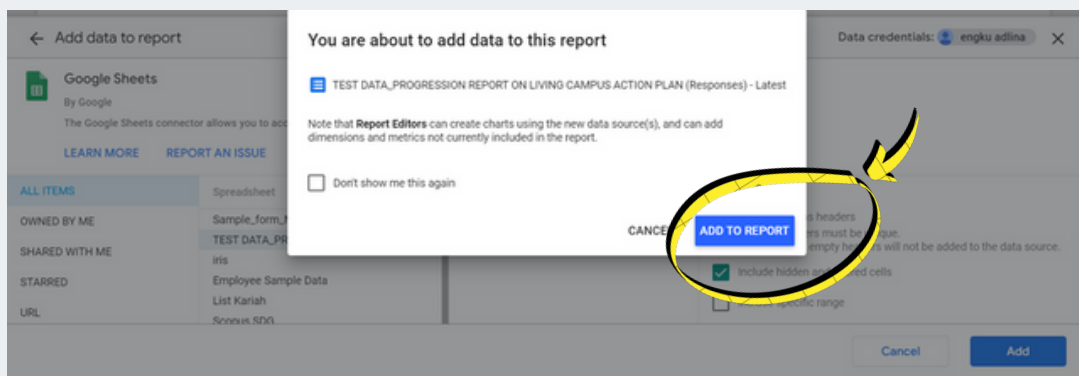 Add data to report
Data credentials: engku adlina
Google Sheets
By Google
The Google Sheets connector allows you to acc
LEARN MORE REPORT AN ISSUE
You are about to add data to this report
TEST DATA_PROGRESSION REPORT ON LIVING CAMPUS ACTION PLAN (Responses) - Latest
Note that Report Editors can create charts using the new data source(s), and can add
dimensions and metrics not currently included in the report.
Don't show me this again
CANCE
ADD TO REPORT
ALL ITEMS
OWNED BY ME
SHARED WITH ME
STARRED
URL
Spreadsheet
Sample_form_
TEST DATA_PR
iris
Employee Sample Data
List Kariah
Scopus SDG
headers
must be
empty will not be added to the data source.
Include hidden and cells
range
Cancel
Add